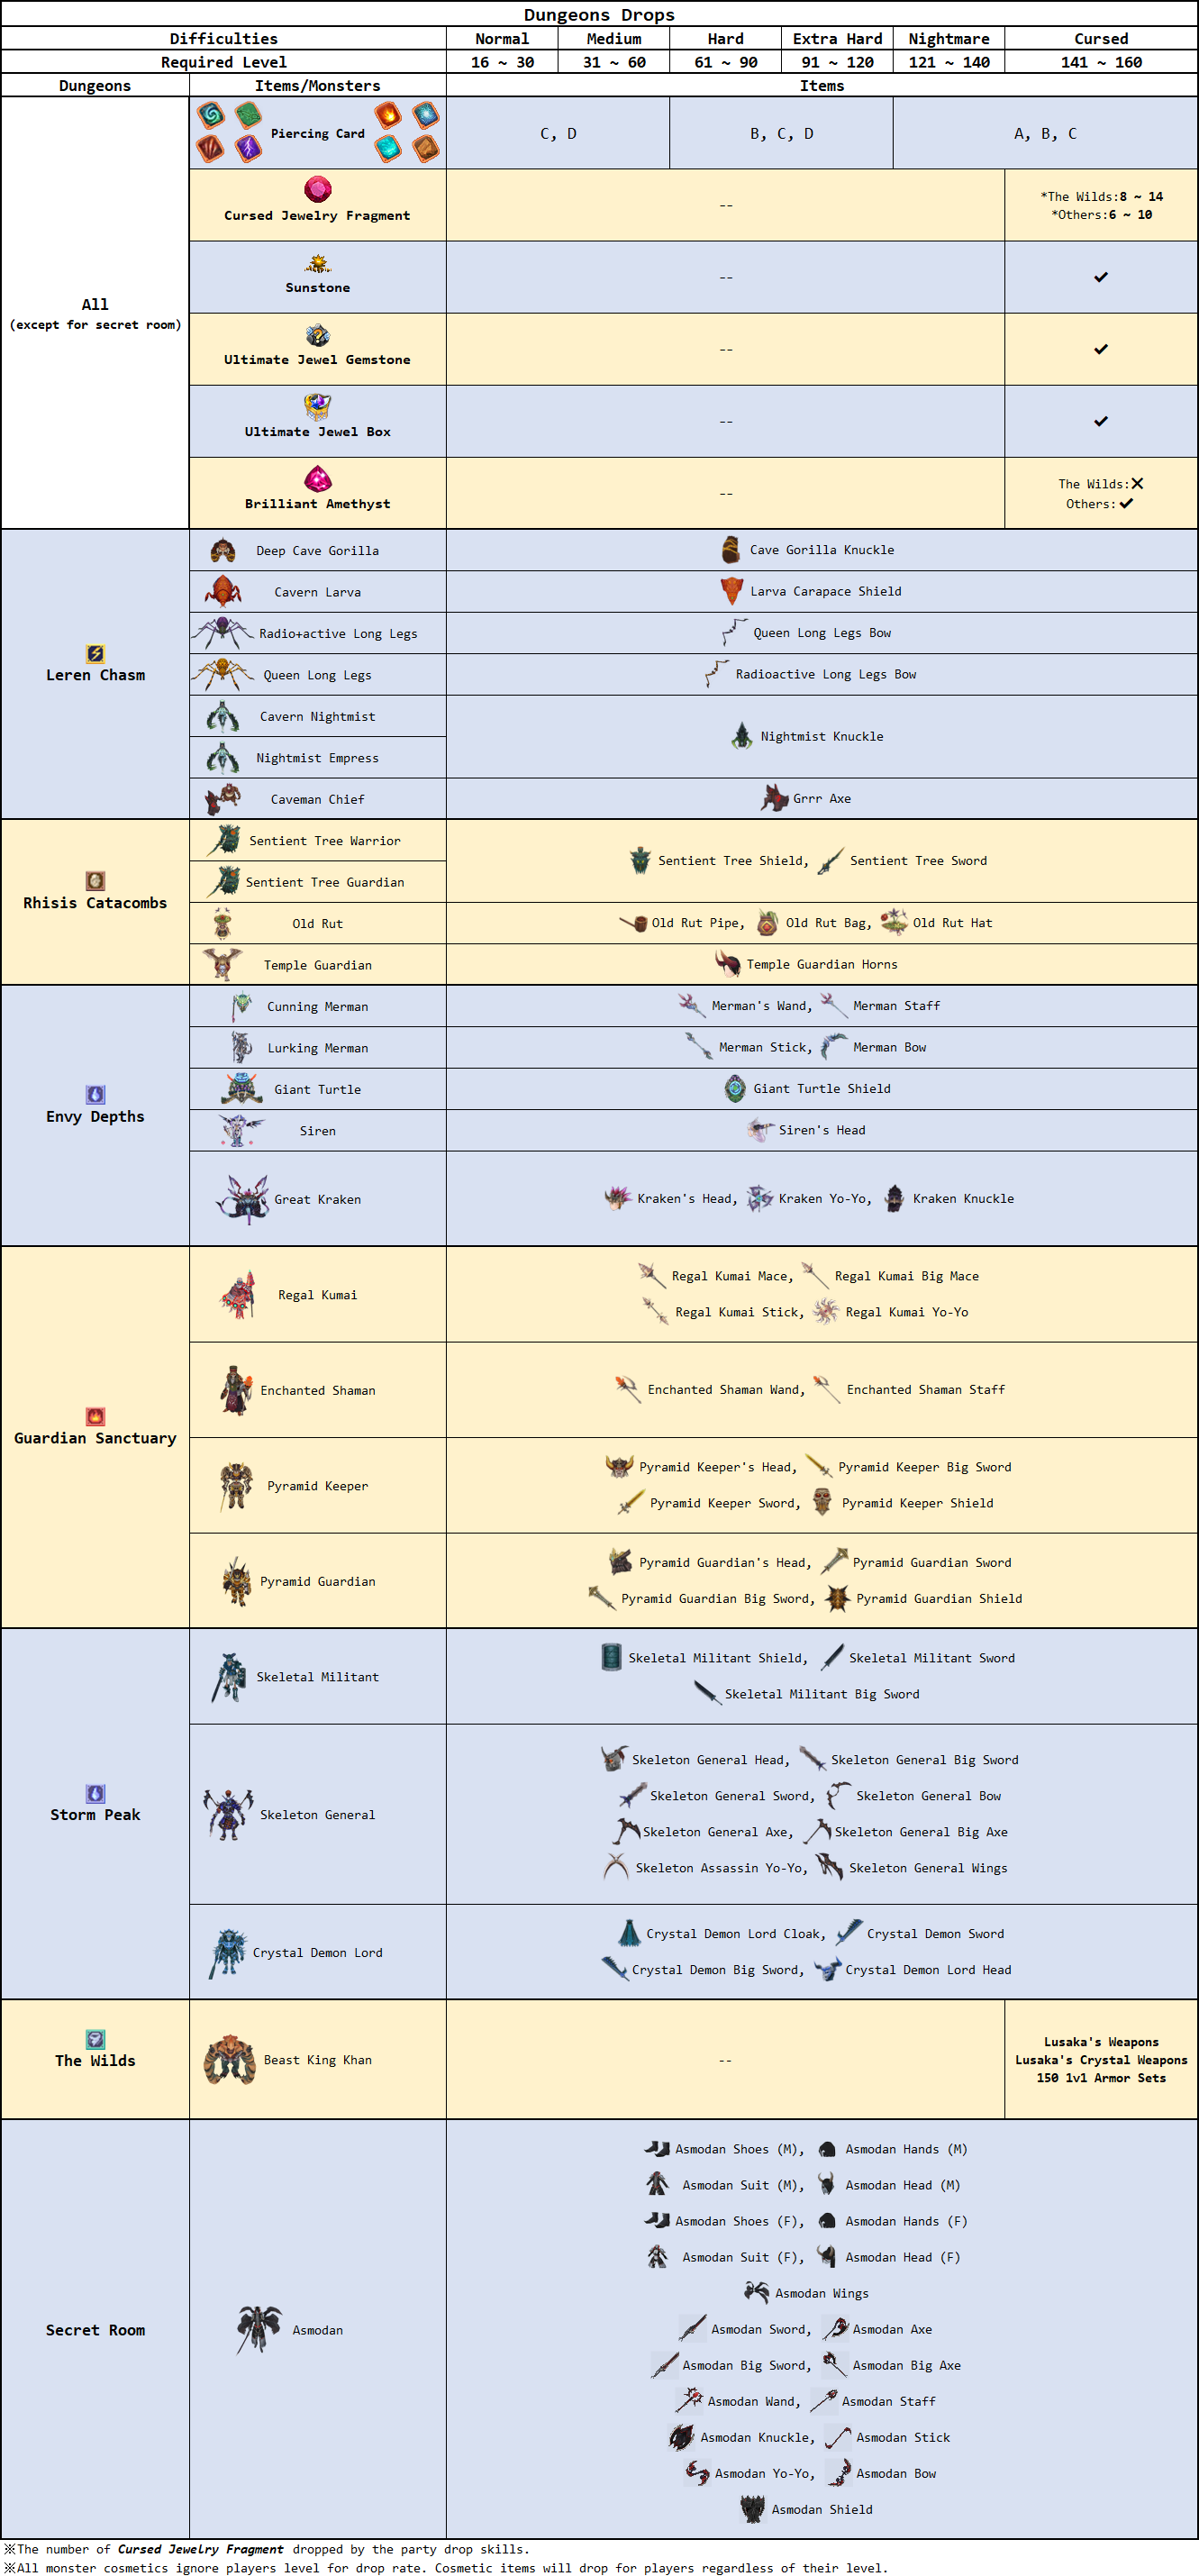 Dungeons Drops
Difficulties Normal Medium Hard Extra Hard Nightmare Cursed
Required Level 16 ~ 30 31 ~ 60 61 ~ 90 91 ~ 120 121 ~ 140 141 ~ 160
Dungeons Items/Monsters Items
All
(except for secret room)
Piercing Card C, D B, C, D A, B, C
Cursed Jewelry Fragment -- *The Wilds:8 ~ 14
*Others:6 ~ 10
Sunstone -- ✔
Ultimate Jewel Gemstone -- ✔
Ultimate Jewel Box -- ✔
Brilliant Amethyst -- The Wilds:✕
Others:✔
Leren Chasm
Deep Cave Gorilla Cave Gorilla Knuckle
Cavern Larva Larva Carapace Shield
Radio+active Long Legs Queen Long Legs Bow
Queen Long Legs Radioactive Long Legs Bow
Cavern Nightmist
Nightmist Knuckle
Nightmist Empress
Caveman Chief Grrr Axe
Rhisis Catacombs
Sentient Tree Warrior
Sentient Tree Shield, Sentient Tree Sword
Sentient Tree Guardian
Old Rut Old Rut Pipe, Old Rut Bag, Old Rut Hat
Temple Guardian Temple Guardian Horns
Envy Depths
Cunning Merman Merman's Wand, Merman Staff
Lurking Merman Merman Stick, Merman Bow
Giant Turtle Giant Turtle Shield
Siren Siren's Head
Great Kraken Kraken's Head, Kraken Yo-Yo, Kraken Knuckle
Guardian Sanctuary
Regal Kumai Regal Kumai Mace, Regal Kumai Big Mace
Regal Kumai Stick, Regal Kumai Yo-Yo
Enchanted Shaman Enchanted Shaman Wand, Enchanted Shaman Staff
Pyramid Keeper Pyramid Keeper's Head, Pyramid Keeper Big Sword
Pyramid Keeper Sword, Pyramid Keeper Shield
Pyramid Guardian Pyramid Guardian's Head, Pyramid Guardian Sword
Pyramid Guardian Big Sword, Pyramid Guardian Shield
Storm Peak
Skeletal Militant Skeletal Militant Shield, Skeletal Militant Sword
Skeletal Militant Big Sword
Skeleton General Skeleton General Head, Skeleton General Big Sword
Skeleton General Sword, Skeleton General Bow
Skeleton General Axe, Skeleton General Big Axe
Skeleton Assassin Yo-Yo, Skeleton General Wings
Crystal Demon Lord Crystal Demon Lord Cloak, Crystal Demon Sword
Crystal Demon Big Sword, Crystal Demon Lord Head
The Wilds
Beast King Khan -- Lusaka's Weapons
Lusaka's Crystal Weapons
150 lvl Armor Sets
Secret Room
Asmodan
Asmodan Shoes (M), Asmodan Hands (M)
Asmodan Suit (M), Asmodan Head (M)
Asmodan Shoes (F), Asmodan Hands (F)
Asmodan Suit (F), Asmodan Head (F)
Asmodan Wings
Asmodan Sword, Asmodan Axe
Asmodan Big Sword, Asmodan Big Axe
Asmodan Wand, Asmodan Staff
Asmodan Knuckle, Asmodan Stick
Asmodan Yo-Yo, Asmodan Bow
Asmodan Shield
※The number of Cursed Jewelry Fragment dropped by the party drop skills.
※All monster cosmetics ignore players level for drop rate. Cosmetic items will drop for players regardless of their level.